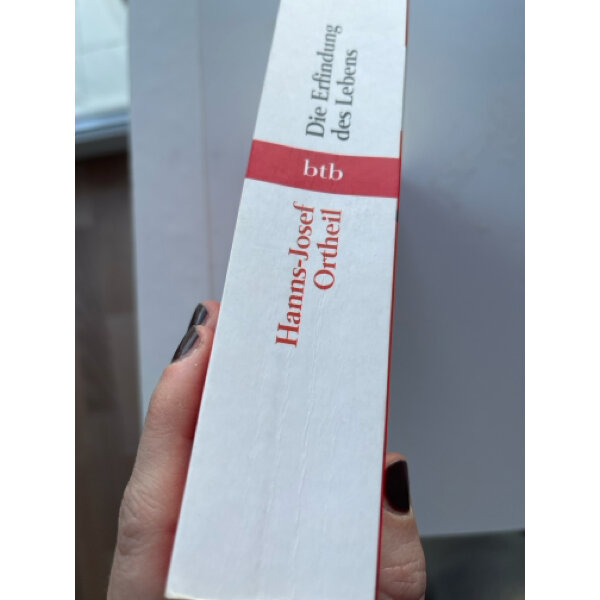 Hanns-Josef
Ortheil
btb
Die Erfindung
des Lebens